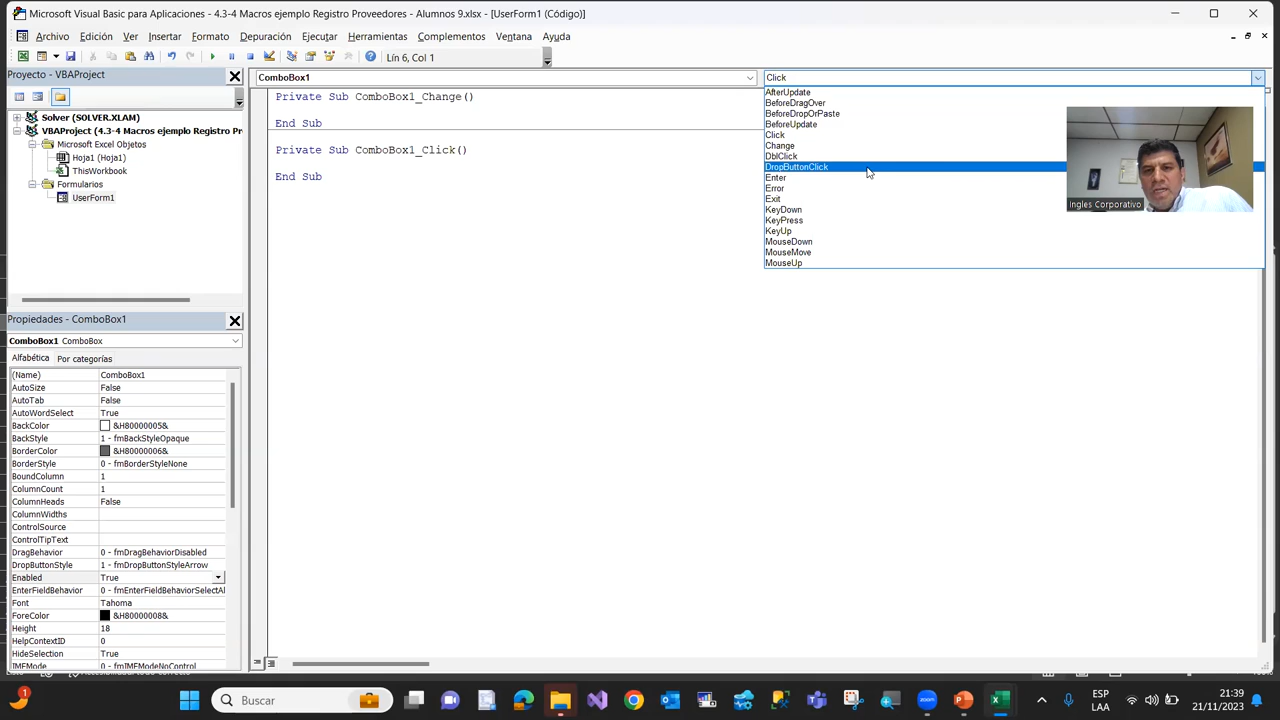 Microsoft Visual Basic para Aplicaciones - 4.3-4 Macros ejemplo Registro Proveedores - Alumnos 9.xlsx - [UserForm1 (Código)]
Archivo Edición Ver Insertar Formato Depuración Ejecutar Herramientas Complementos Ventana Ayuda
Lín 6, Col 1
Proyecto - VBAProject
Solver (SOLVER.XLAM)
VBAProject (4.3-4 Macros ejemplo Registro Pr
Microsoft Excel Objetos
Hoja1 (Hoja1)
ThisWorkbook
Formularios
UserForm1
Propiedades - ComboBox1
ComboBox1 ComboBox
Alfabética Por categorías
(Name) ComboBox1
AutoSize False
AutoTab False
AutoWordSelect True
BackColor &H80000005&
BackStyle 1 - fmBackStyleOpaque
BorderColor &H80000006&
BorderStyle 0 - fmBorderStyleNone
BoundColumn 1
ColumnCount 1
ColumnHeads False
ColumnWidths
ControlSource
ControlTipText
DragBehavior 0 - fmDragBehaviorDisabled
DropButtonStyle 1 - fmDropButtonStyleArrow
Enabled True
EnterFieldBehavior 0 - fmEnterFieldBehaviorSelectAl
Font Tahoma
ForeColor &H80000008&
Height 18
HelpContextID 0
HideSelection True
IMEMode 0 - fmIMEModeNoControl
ComboBox1
Click
Private Sub ComboBox1_Change()
End Sub
Private Sub ComboBox1_Click()
End Sub
AfterUpdate
BeforeDragOver
BeforeDropOrPaste
BeforeUpdate
Click
Change
DblClick
DropButtonClick
Enter
Error
Exit
KeyDown
KeyPress
KeyUp
MouseDown
MouseMove
MouseUp
Ingles Corporativo
1
Buscar
ESP
LAA
21:39
21/11/2023